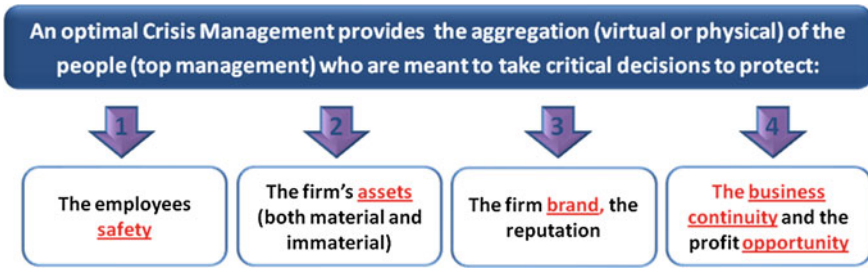 An optimal Crisis Management provides the aggregation (virtual or physical) of the
people (top management) who are meant to take critical decisions to protect:
1
2
3
4
The employees
safety
The firm's assets
(both material and
immaterial)
The firm brand, the
reputation
The business
continuity and the
profit opportunity